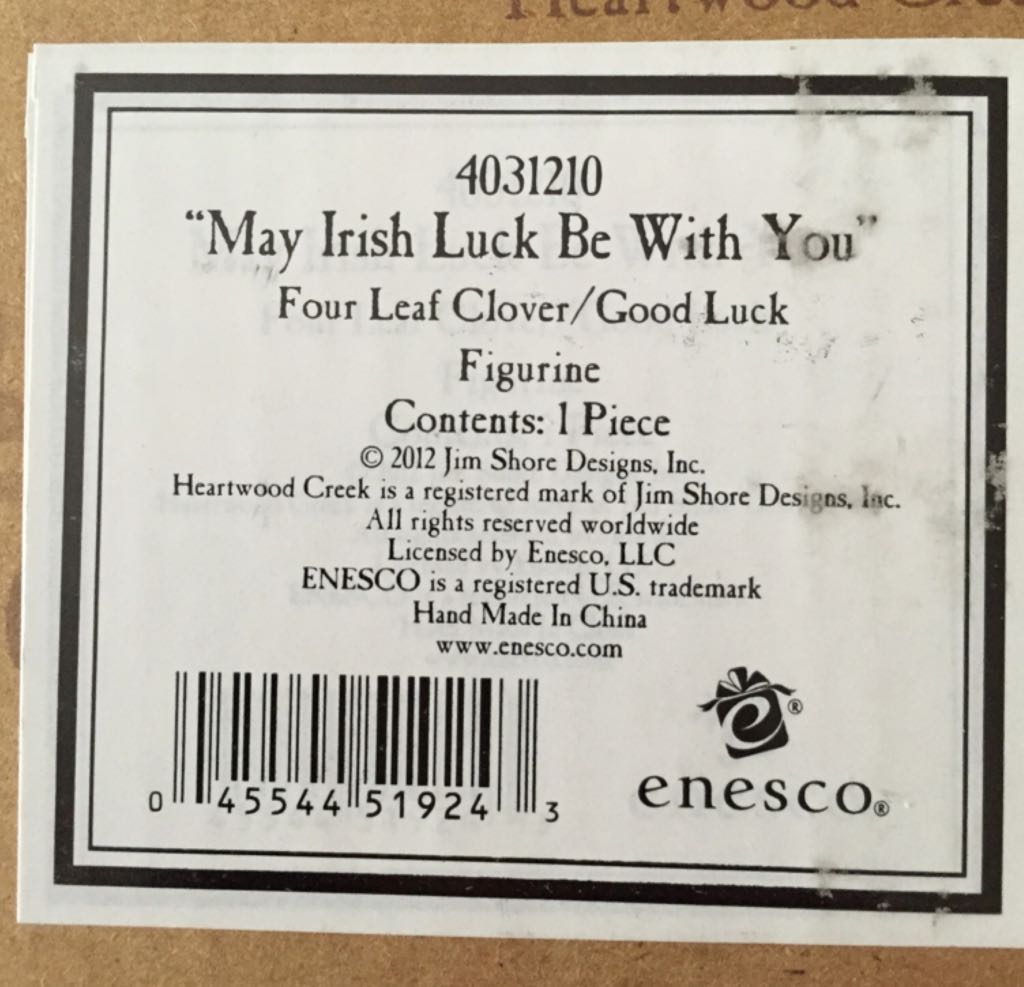 Heartwood
4031210
"May Irish Luck Be With You"
Four Leaf Clover/Good Luck
Figurine
Contents: 1 Piece
© 2012 Jim Shore Designs, Inc.
Heartwood Creek is a registered mark of Jim Shore Designs, Inc.
All rights reserved worldwide
Licensed by Enesco, LLC
ENESCO is a registered U.S. trademark
Hand Made In China
www.enesco.com
0 45544 51924 3
e®
enesco®